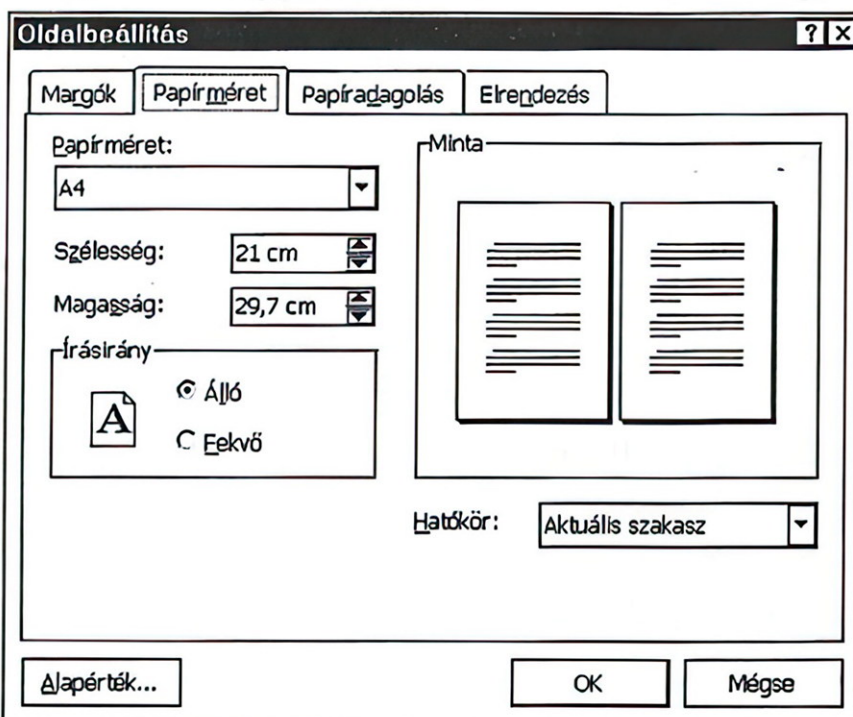 Oldalbeállítás
Margók Papírméret Papíradagolás Elrendezés
Papírméret:
A4
Szélesség: 21 cm
Magasság: 29,7 cm
Írásirány
A
Álló
Fekvő
Minta
Hatókör: Aktuális szakasz
Alapérték... OK Mégse